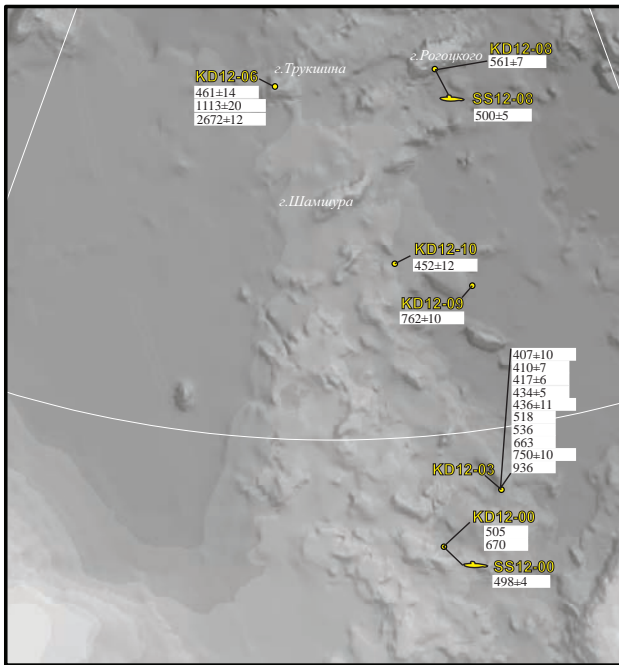 KD12-08
г.Рогоцкого
561±7
г.Трукшина
KD12-06
461±14
1113±20
2672±12
SS12-08
500±5
г.Шамшура
KD12-10
452±12
KD12-09
762±10
407±10
410±7
417±6
434±5
436±11
518
536
663
750±10
936
KD12-03
KD12-00
505
670
SS12-00
498±4